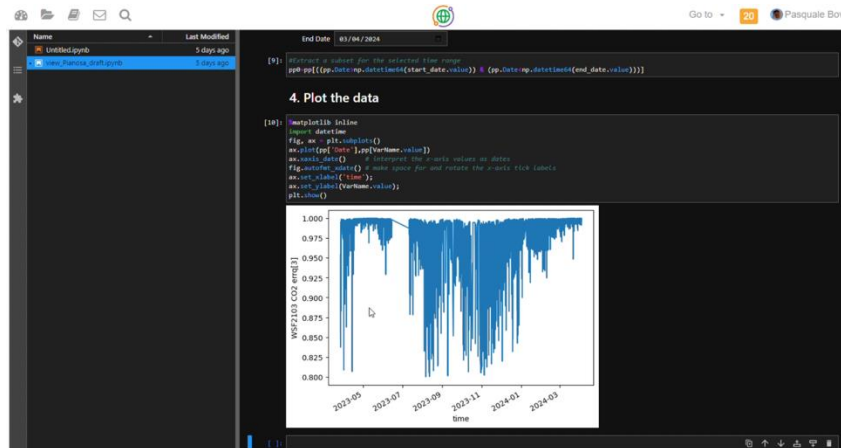 Go to
20
Pasquale Bov
Name
Last Modified
Untitled.ipynb
5 days ago
view_Pianosa_draft.ipynb
5 days ago
End Date
03/04/2024
[9]:
#Extract a subset for the selected time range
pp0=pp[((pp.Date>np.datetime64(start_date.value)) & (pp.Date<np.datetime64(end_date.value)))]
4. Plot the data
[10]:
%matplotlib inline
import datetime
fig, ax = plt.subplots()
ax.plot(pp['Date'],pp[VarName.value])
ax.xaxis_date() # interpret the x-axis values as dates
fig.autofmt_xdate() # make space for and rotate the x-axis tick labels
ax.set_xlabel('time');
ax.set_ylabel(VarName.value);
plt.show()
1.000
0.975
0.950
0.925
0.900
0.875
0.850
0.825
0.800
WSF2103 CO2 errq[3]
2023-05
2023-07
2023-09
2023-11
2024-01
2024-03
time
[ ]: